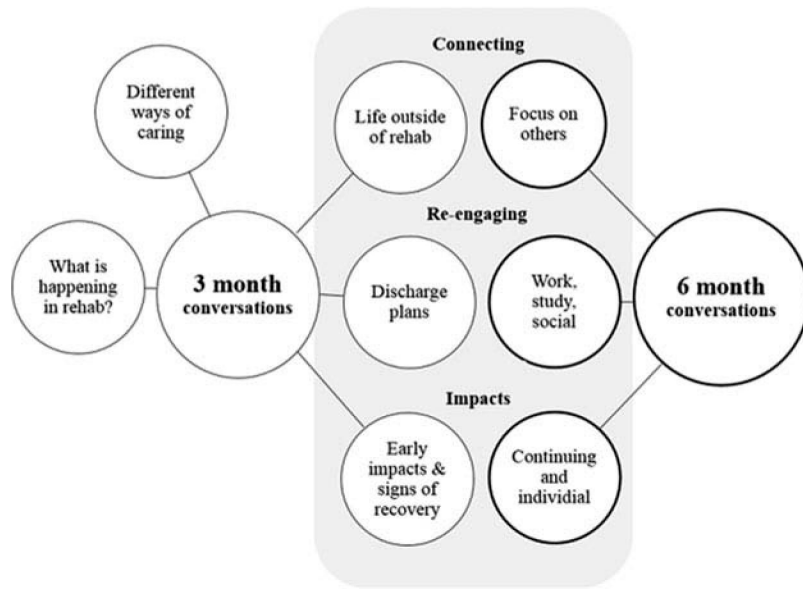 Connecting
Different
ways of
caring
Life outside
of rehab
Focus on
others
Re-engaging
What is
happening
in rehab?
3 month
conversations
Discharge
plans
Work,
study,
social
6 month
conversations
Impacts
Early
impacts &
signs of
recovery
Continuing
and
individial